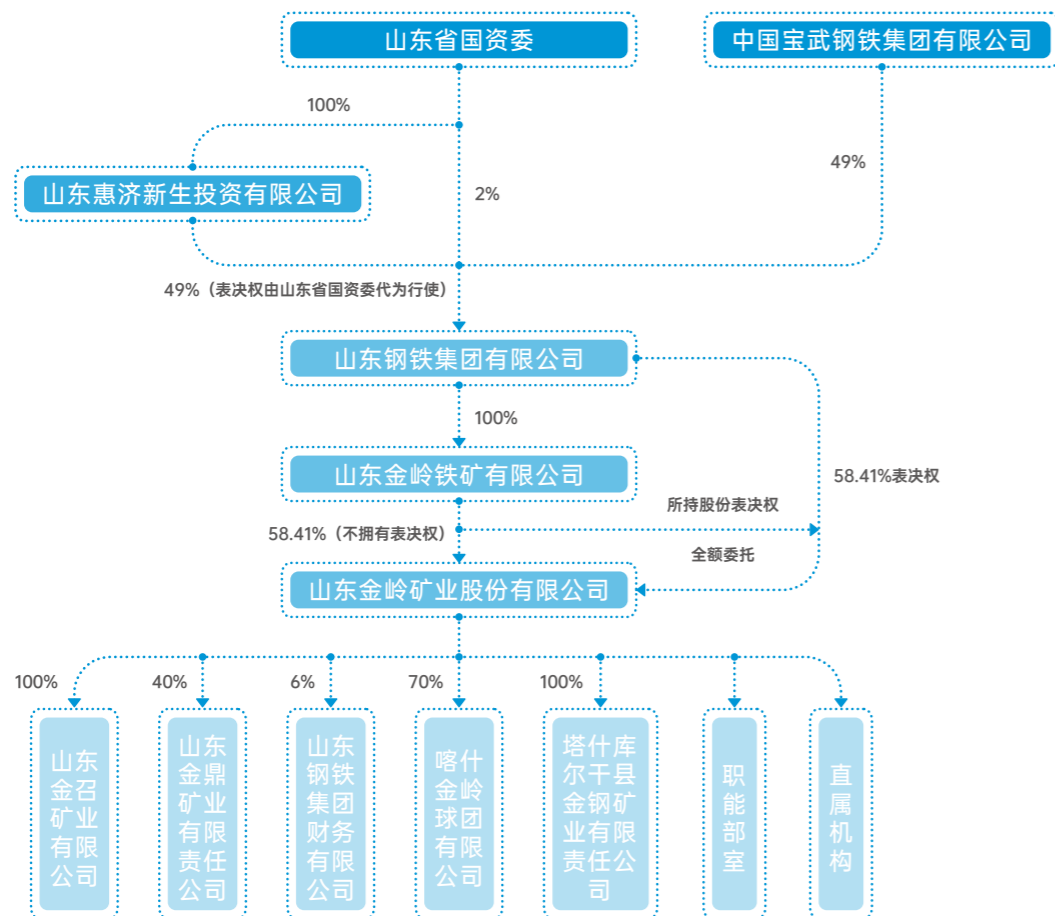 山东省国资委
中国宝武钢铁集团有限公司
100%
49%
山东惠济新生投资有限公司
2%
49%（表决权由山东省国资委代为行使）
山东钢铁集团有限公司
100%
山东金岭铁矿有限公司
58.41%表决权
所持股份表决权
58.41%（不拥有表决权）
全额委托
山东金岭矿业股份有限公司
100%
40%
6%
70%
100%
山东
金召
矿业
有限
公司
山东
金鼎
矿业
有限
责任
公司
山东
钢铁
集团
财务
有限
公司
喀什
金岭
球团
有限
公司
塔什库
尔干县
金钢矿
业有限
责任公
司
职
能
部
室
直
属
机
构